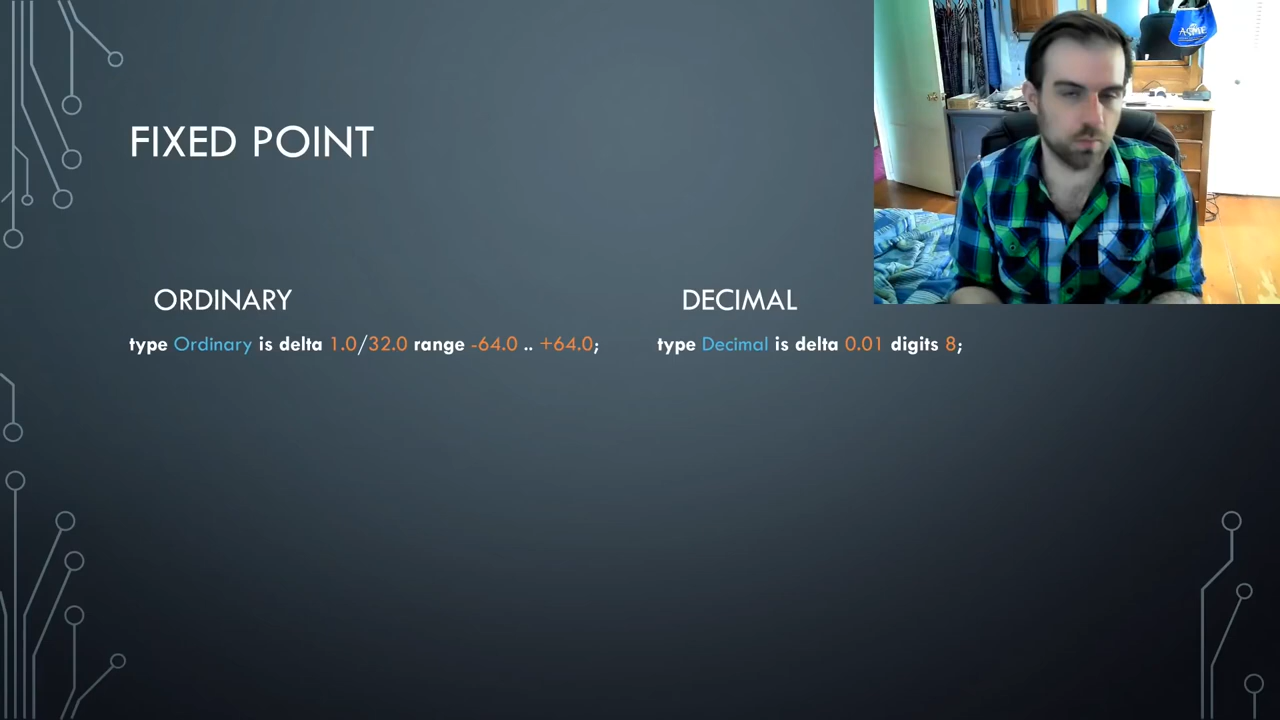 FIXED POINT
ORDINARY
type Ordinary is delta 1.0/32.0 range -64.0 .. +64.0;
DECIMAL
type Decimal is delta 0.01 digits 8;
ACME